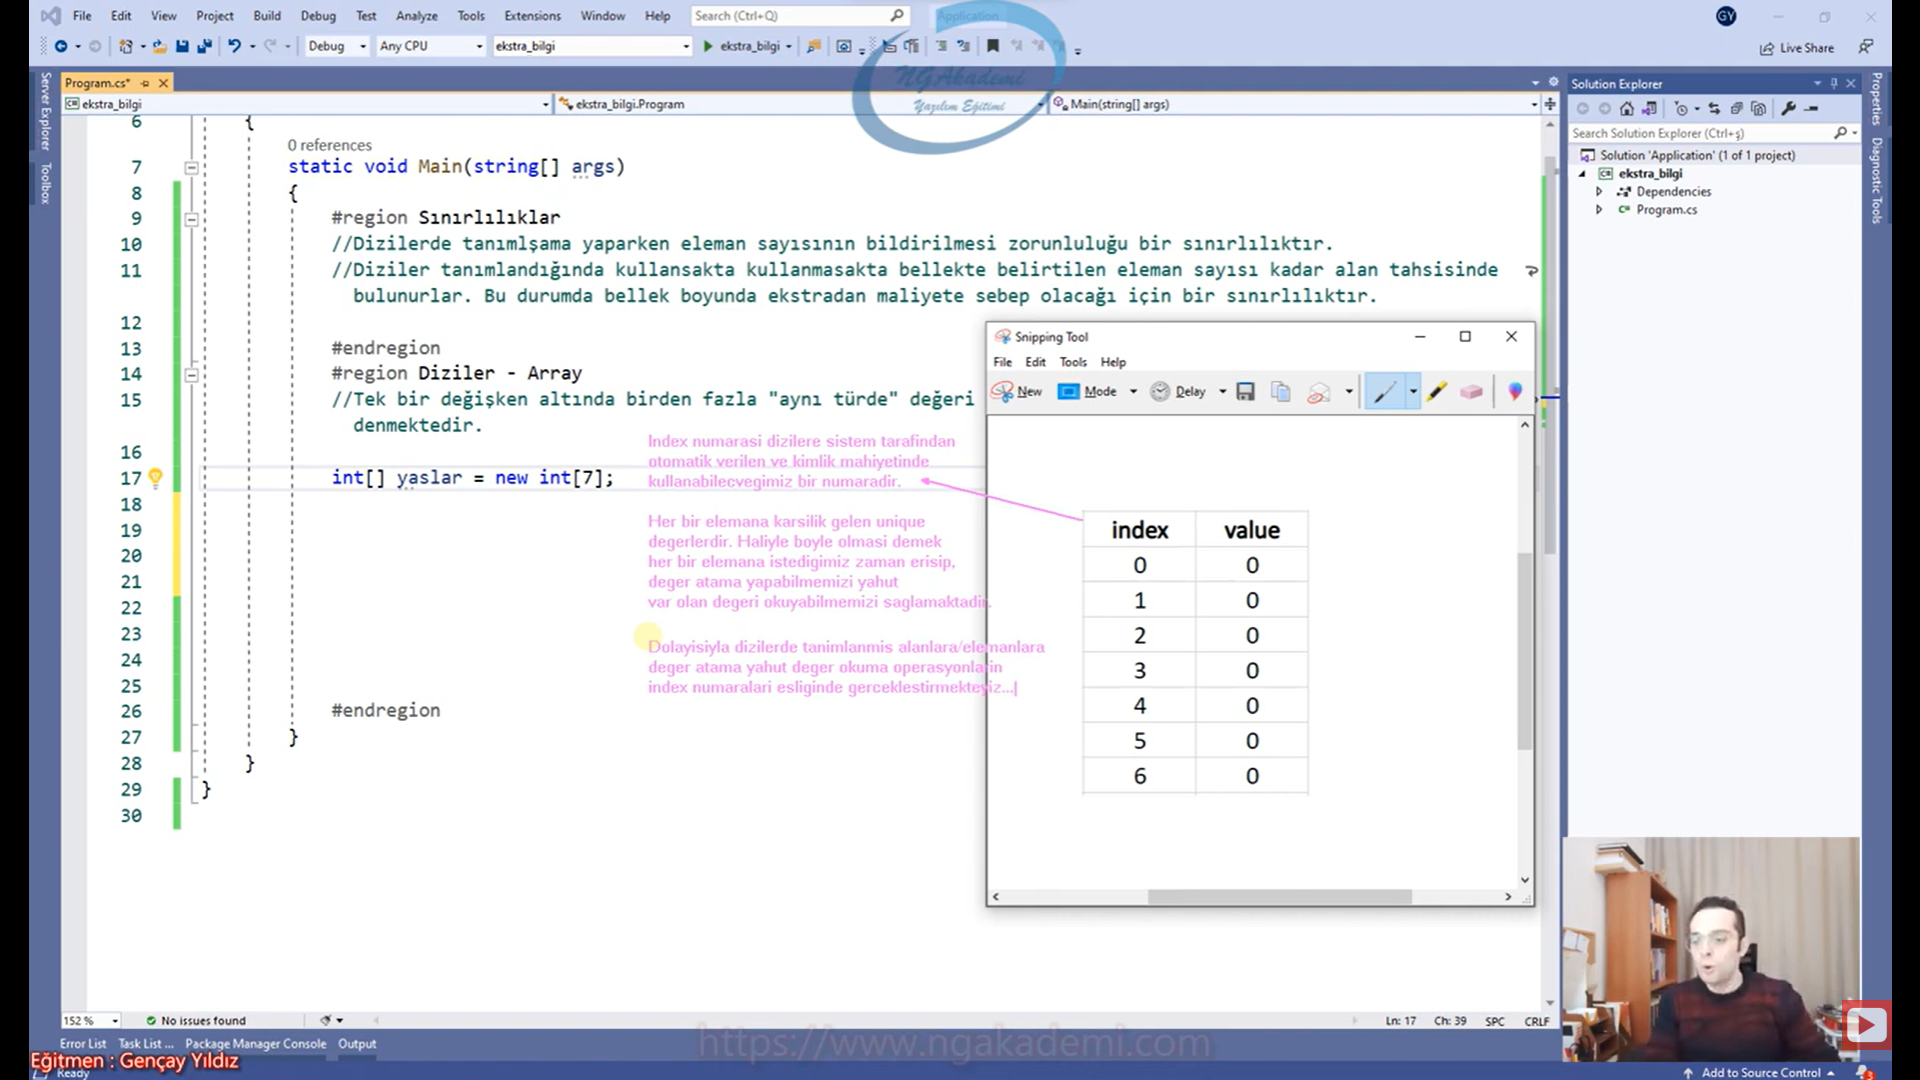 File Edit View Project Build Debug Test Analyze Tools Extensions Window Help Search (Ctrl+Q) Application GY
Debug Any CPU ekstra_bilgi ekstra_bilgi Live Share
NGAkademi
Yazılım Eğitimi
Program.cs*
ekstra_bilgi ekstra_bilgi.Program Main(string[] args)
Server Explorer
Toolbox
6 {
0 references
7 static void Main(string[] args)
8 {
9 #region Sınırlılıklar
10 //Dizilerde tanımlşama yaparken eleman sayısının bildirilmesi zorunluluğu bir sınırlılıktır.
11 //Diziler tanımlandığında kullansakta kullanmasakta bellekte belirtilen eleman sayısı kadar alan tahsisinde
bulunurlar. Bu durumda bellek boyunda ekstradan maliyete sebep olacağı için bir sınırlılıktır.
12
13 #endregion
14 #region Diziler - Array
15 //Tek bir değişken altında birden fazla "aynı türde" değeri
denmektedir.
16
17 int[] yaslar = new int[7];
18
19
20
21
22
23
24
25
26 #endregion
27 }
28 }
29 }
30
Index numarasi dizilere sistem tarafindan
otomatik verilen ve kimlik mahiyetinde
kullanabilecvegimiz bir numaradir.
Her bir elemana karsilik gelen unique
degerlerdir. Haliyle boyle olmasi demek
her bir elemana istedigimiz zaman erisip,
deger atama yapabilmemizi yahut
var olan degeri okuyabilmemizi saglamaktadir.
Dolayisiyla dizilerde tanimlanmis alanlara/elemanlara
deger atama yahut deger okuma operasyonlarin
index numaralari esliginde gerceklestirmekteyiz...
Snipping Tool
File Edit Tools Help
New Mode Delay
index value
0 0
1 0
2 0
3 0
4 0
5 0
6 0
Solution Explorer
Search Solution Explorer (Ctrl+ş)
Solution 'Application' (1 of 1 project)
ekstra_bilgi
Dependencies
Program.cs
Properties
Diagnostic Tools
152 % No issues found Ln: 17 Ch: 39 SPC CRLF
Error List Task List ... Package Manager Console Output
https://www.ngakademi.com
Eğitmen : Gençay Yıldız
Ready Add to Source Control 3